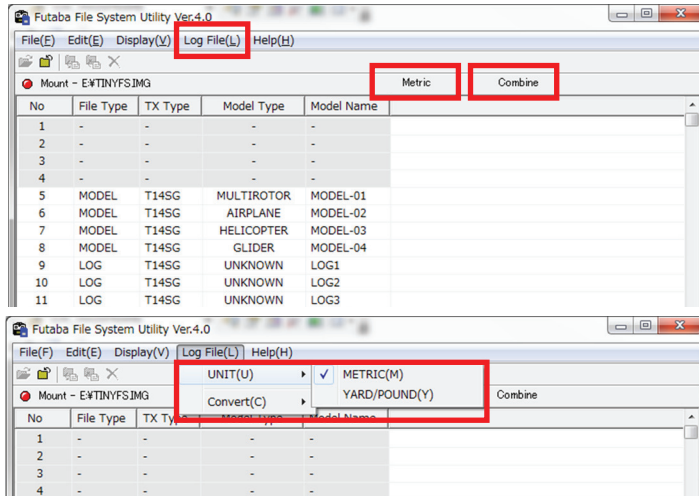 Futaba File System Utility Ver.4.0
File(F) Edit(E) Display(V) Log File(L) Help(H)
Mount - E:¥TINYFS.IMG Metric Combine
No File Type TX Type Model Type Model Name
1 - - - -
2 - - - -
3 - - - -
4 - - - -
5 MODEL T14SG MULTIROTOR MODEL-01
6 MODEL T14SG AIRPLANE MODEL-02
7 MODEL T14SG HELICOPTER MODEL-03
8 MODEL T14SG GLIDER MODEL-04
9 LOG T14SG UNKNOWN LOG1
10 LOG T14SG UNKNOWN LOG2
11 LOG T14SG UNKNOWN LOG3
Futaba File System Utility Ver.4.0
File(F) Edit(E) Display(V) Log File(L) Help(H)
UNIT(U) ✓ METRIC(M)
Mount - E:¥TINYFS.IMG Convert(C) YARD/POUND(Y) Combine
No File Type TX Type Model Type Model Name
1 - - - -
2 - - - -
3 - - - -
4 - - - -